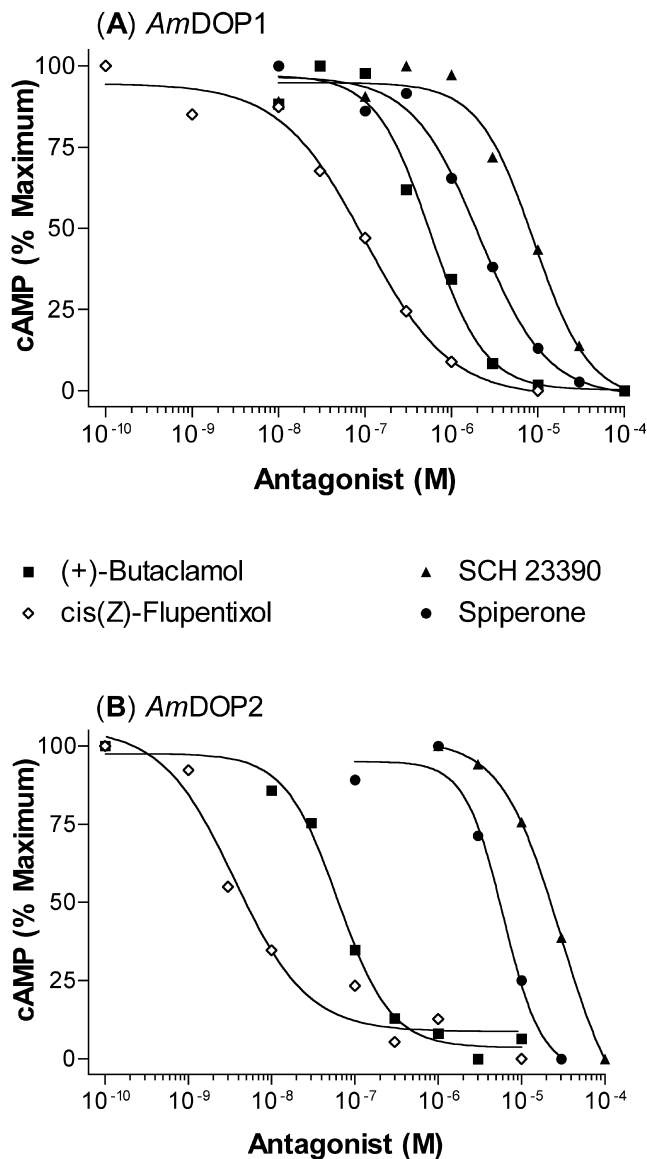 (A) AmDOP1
cAMP (% Maximum)
100
75
50
25
0
10-10 10-9 10-8 10-7 10-6 10-5 10-4
Antagonist (M)
(+)-Butaclamol SCH 23390
cis(Z)-Flupentixol Spiperone
(B) AmDOP2
cAMP (% Maximum)
100
75
50
25
0
10-10 10-9 10-8 10-7 10-6 10-5 10-4
Antagonist (M)